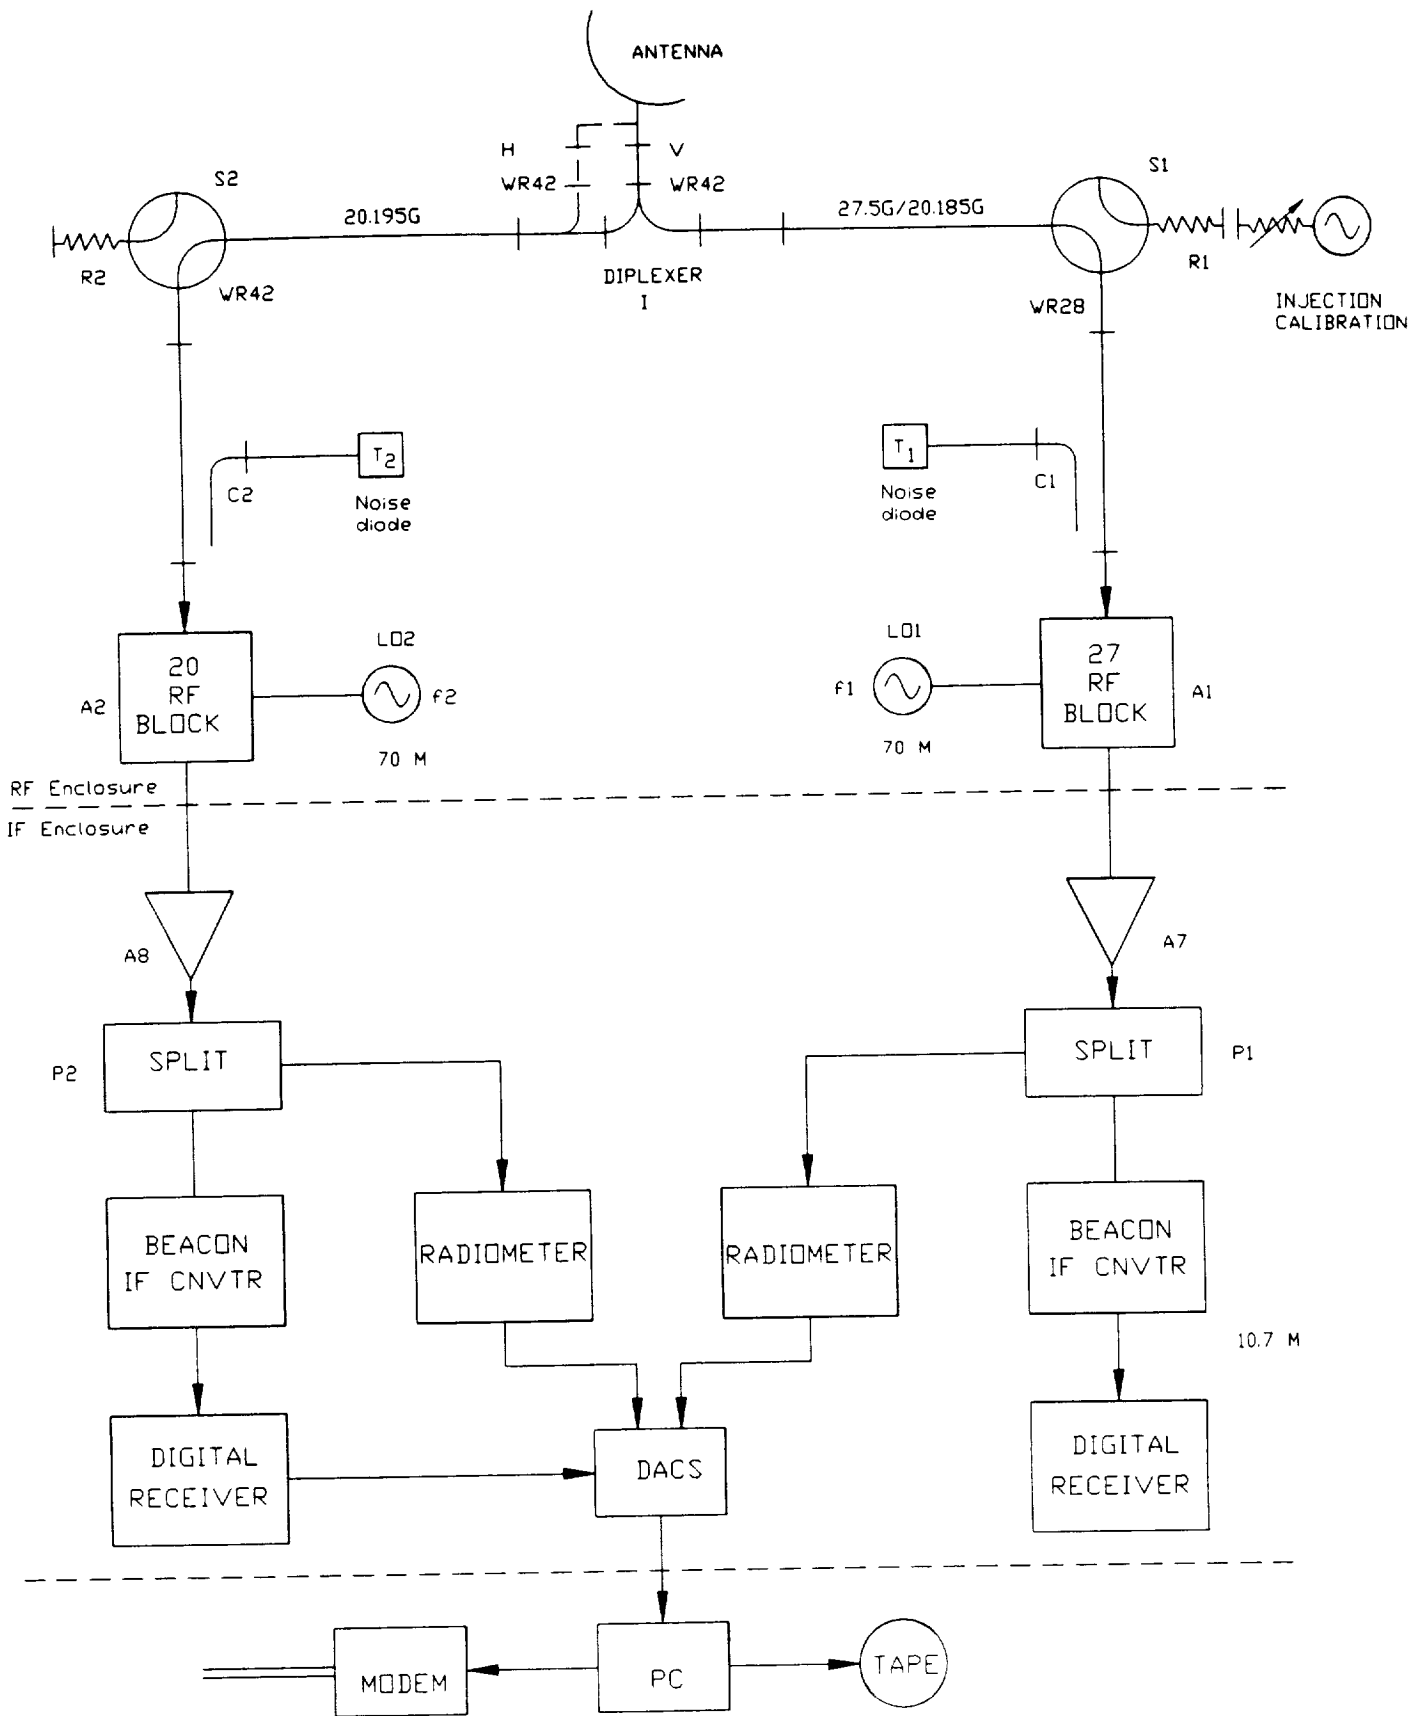 ANTENNA
H
V
S2
S1
WR42
WR42
20.195G
27.5G/20.185G
R2
R1
WR42
DIPLEXER
I
WR28
INJECTION
CALIBRATION
T2
T1
C2
C1
Noise
diode
Noise
diode
LO2
LO1
20
RF
BLOCK
27
RF
BLOCK
A2
f2
f1
A1
70 M
70 M
RF Enclosure
IF Enclosure
A8
A7
SPLIT
P2
SPLIT
P1
BEACON
IF CNVTR
RADIOMETER
RADIOMETER
BEACON
IF CNVTR
10.7 M
DIGITAL
RECEIVER
DACS
DIGITAL
RECEIVER
MODEM
PC
TAPE